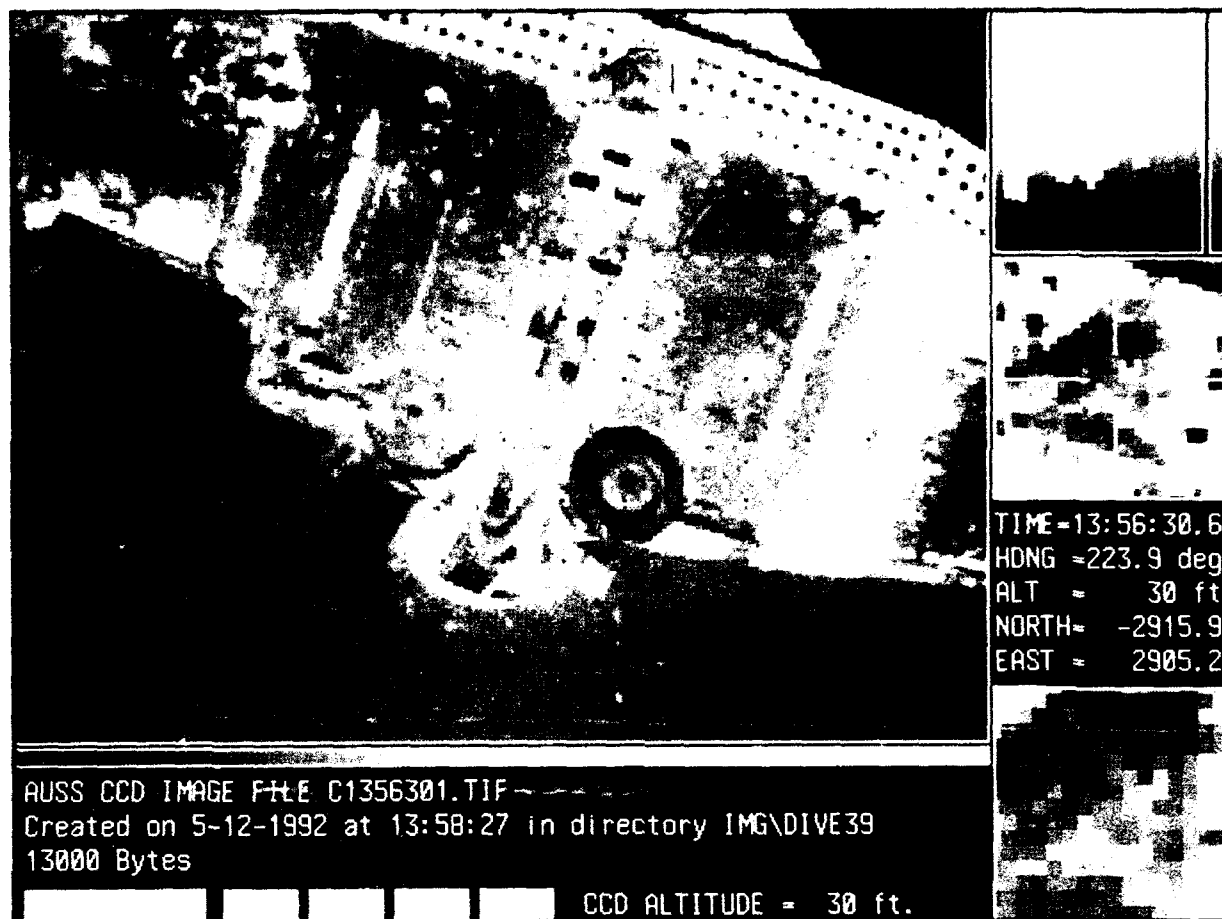 TIME=13:56:30.6
HDNG =223.9 deg
ALT = 30 ft
NORTH= -2915.9
EAST = 2905.2
AUSS CCD IMAGE FILE C1356301.TIF
Created on 5-12-1992 at 13:58:27 in directory IMG\DIVE39
13000 Bytes
CCD ALTITUDE = 30 ft.